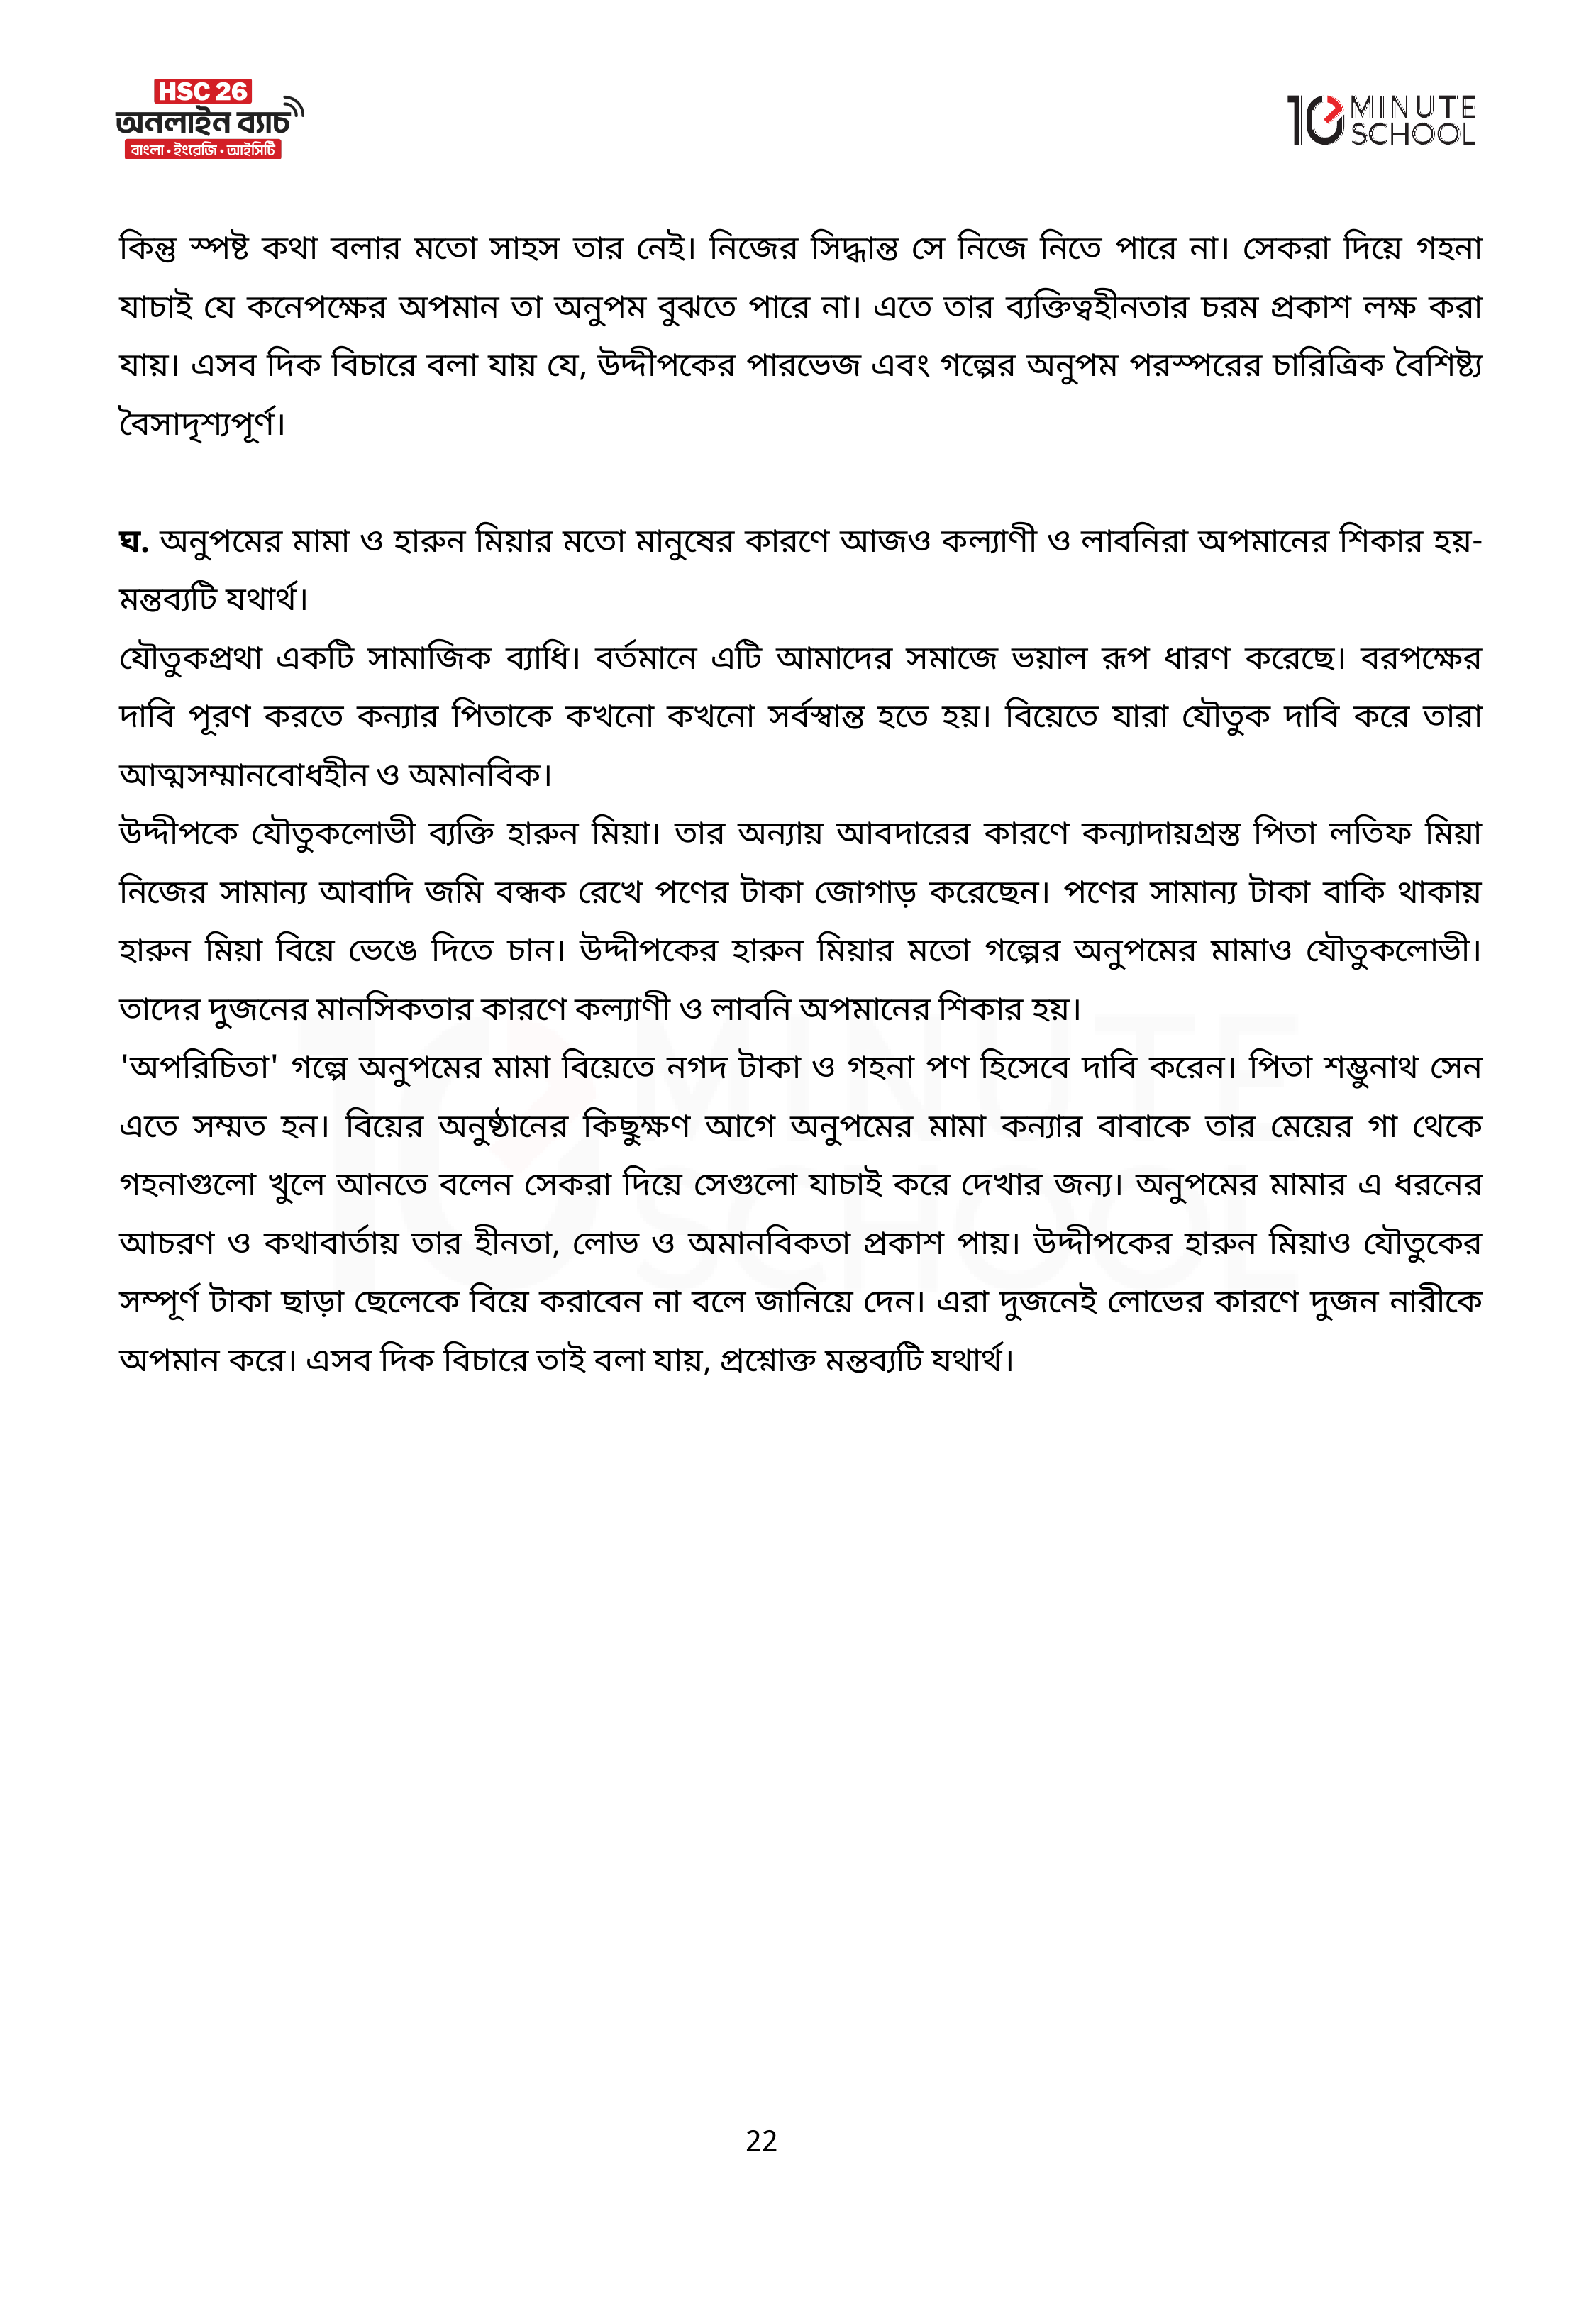 HSC 26
অনলাইন ব্যাচ
বাংলা • ইংরেজি • আইসিটি
10 MINUTE SCHOOL
কিন্তু স্পষ্ট কথা বলার মতো সাহস তার নেই। নিজের সিদ্ধান্ত সে নিজে নিতে পারে না। সেকরা দিয়ে গহনা
যাচাই যে কনেপক্ষের অপমান তা অনুপম বুঝতে পারে না। এতে তার ব্যক্তিত্বহীনতার চরম প্রকাশ লক্ষ করা
যায়। এসব দিক বিচারে বলা যায় যে, উদ্দীপকের পারভেজ এবং গল্পের অনুপম পরস্পরের চারিত্রিক বৈশিষ্ট্য
বৈসাদৃশ্যপূর্ণ।
ঘ. অনুপমের মামা ও হারুন মিয়ার মতো মানুষের কারণে আজও কল্যাণী ও লাবনিরা অপমানের শিকার হয়-
মন্তব্যটি যথার্থ।
যৌতুকপ্রথা একটি সামাজিক ব্যাধি। বর্তমানে এটি আমাদের সমাজে ভয়াল রূপ ধারণ করেছে। বরপক্ষের
দাবি পূরণ করতে কন্যার পিতাকে কখনো কখনো সর্বস্বান্ত হতে হয়। বিয়েতে যারা যৌতুক দাবি করে তারা
আত্মসম্মানবোধহীন ও অমানবিক।
উদ্দীপকে যৌতুকলোভী ব্যক্তি হারুন মিয়া। তার অন্যায় আবদারের কারণে কন্যাদায়গ্রস্ত পিতা লতিফ মিয়া
নিজের সামান্য আবাদি জমি বন্ধক রেখে পণের টাকা জোগাড় করেছেন। পণের সামান্য টাকা বাকি থাকায়
হারুন মিয়া বিয়ে ভেঙে দিতে চান। উদ্দীপকের হারুন মিয়ার মতো গল্পের অনুপমের মামাও যৌতুকলোভী।
তাদের দুজনের মানসিকতার কারণে কল্যাণী ও লাবনি অপমানের শিকার হয়।
'অপরিচিতা' গল্পে অনুপমের মামা বিয়েতে নগদ টাকা ও গহনা পণ হিসেবে দাবি করেন। পিতা শম্ভুনাথ সেন
এতে সম্মত হন। বিয়ের অনুষ্ঠানের কিছুক্ষণ আগে অনুপমের মামা কন্যার বাবাকে তার মেয়ের গা থেকে
গহনাগুলো খুলে আনতে বলেন সেকরা দিয়ে সেগুলো যাচাই করে দেখার জন্য। অনুপমের মামার এ ধরনের
আচরণ ও কথাবার্তায় তার হীনতা, লোভ ও অমানবিকতা প্রকাশ পায়। উদ্দীপকের হারুন মিয়াও যৌতুকের
সম্পূর্ণ টাকা ছাড়া ছেলেকে বিয়ে করাবেন না বলে জানিয়ে দেন। এরা দুজনেই লোভের কারণে দুজন নারীকে
অপমান করে। এসব দিক বিচারে তাই বলা যায়, প্রশ্নোক্ত মন্তব্যটি যথার্থ।
22